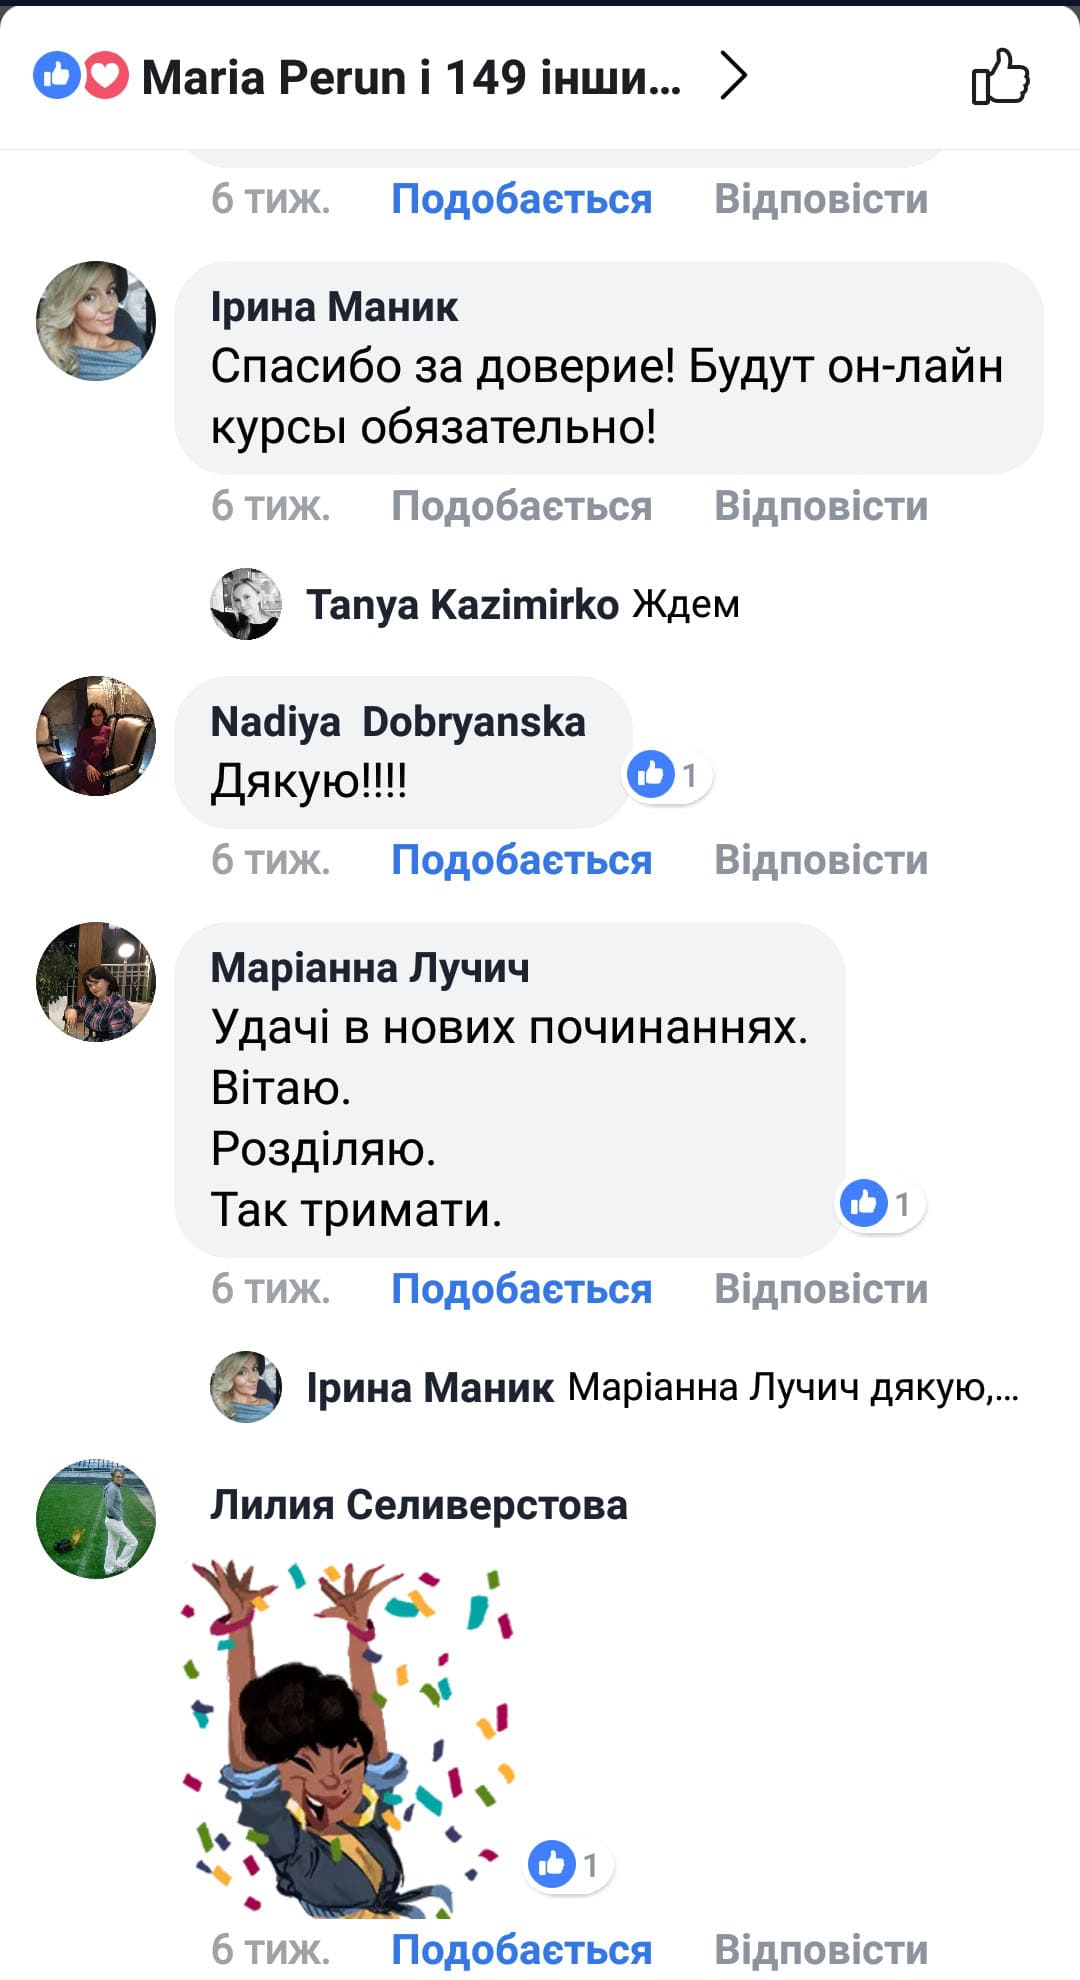 Maria Perun і 149 інши...
6 тиж. Подобається Відповісти
Ірина Маник
Спасибо за доверие! Будут он-лайн
курсы обязательно!
6 тиж. Подобається Відповісти
Tanya Kazimirko Ждем
Nadiya Dobryanska
Дякую!!!!
1
6 тиж. Подобається Відповісти
Маріанна Лучич
Удачі в нових починаннях.
Вітаю.
Розділяю.
Так тримати.
1
6 тиж. Подобається Відповісти
Ірина Маник Маріанна Лучич дякую,...
Лилия Селиверстова
1
6 тиж. Подобається Відповісти